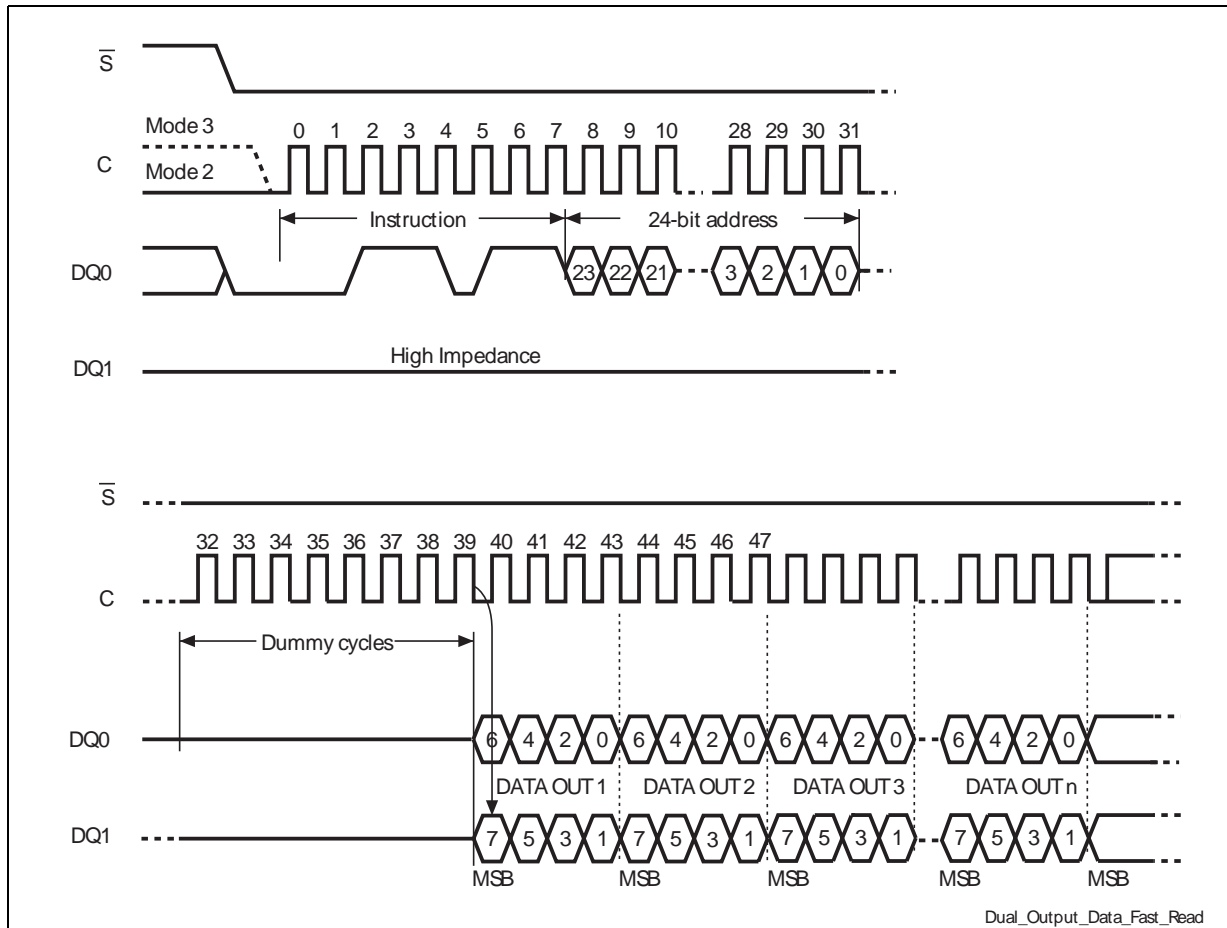 S
Mode 3
0 1 2 3 4 5 6 7 8 9 10 28 29 30 31
C
Mode 2
Instruction 24-bit address
DQ0 23 22 21 3 2 1 0
High Impedance
DQ1
S
32 33 34 35 36 37 38 39 40 41 42 43 44 45 46 47
C
Dummy cycles
DQ0 6 4 2 0 6 4 2 0 6 4 2 0 6 4 2 0
DATA OUT 1 DATA OUT 2 DATA OUT 3 DATA OUT n
DQ1 7 5 3 1 7 5 3 1 7 5 3 1 7 5 3 1
MSB MSB MSB MSB MSB
Dual_Output_Data_Fast_Read